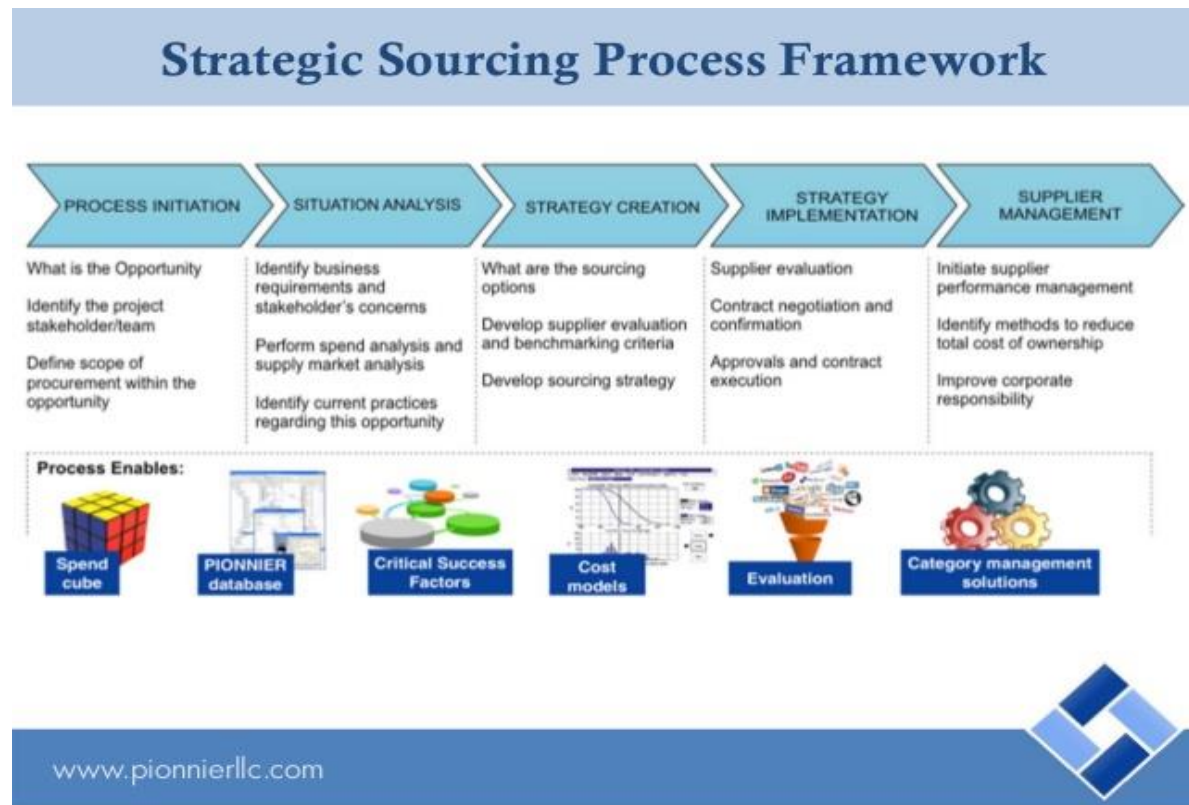 Strategic Sourcing Process Framework
PROCESS INITIATION
SITUATION ANALYSIS
STRATEGY CREATION
STRATEGY
IMPLEMENTATION
SUPPLIER
MANAGEMENT
What is the Opportunity
Identify the project
stakeholder/team
Define scope of
procurement within the
opportunity
Identify business
requirements and
stakeholder's concerns
Perform spend analysis and
supply market analysis
Identify current practices
regarding this opportunity
What are the sourcing
options
Develop supplier evaluation
and benchmarking criteria
Develop sourcing strategy
Supplier evaluation
Contract negotiation and
confirmation
Approvals and contract
execution
Initiate supplier
performance management
Identify methods to reduce
total cost of ownership
Improve corporate
responsibility
Process Enables:
Spend
cube
PIONNIER
database
Critical Success
Factors
Cost
models
Evaluation
Category management
solutions
www.pionnierllc.com